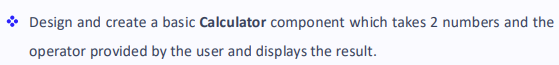 ❖ Design and create a basic Calculator component which takes 2 numbers and the
operator provided by the user and displays the result.